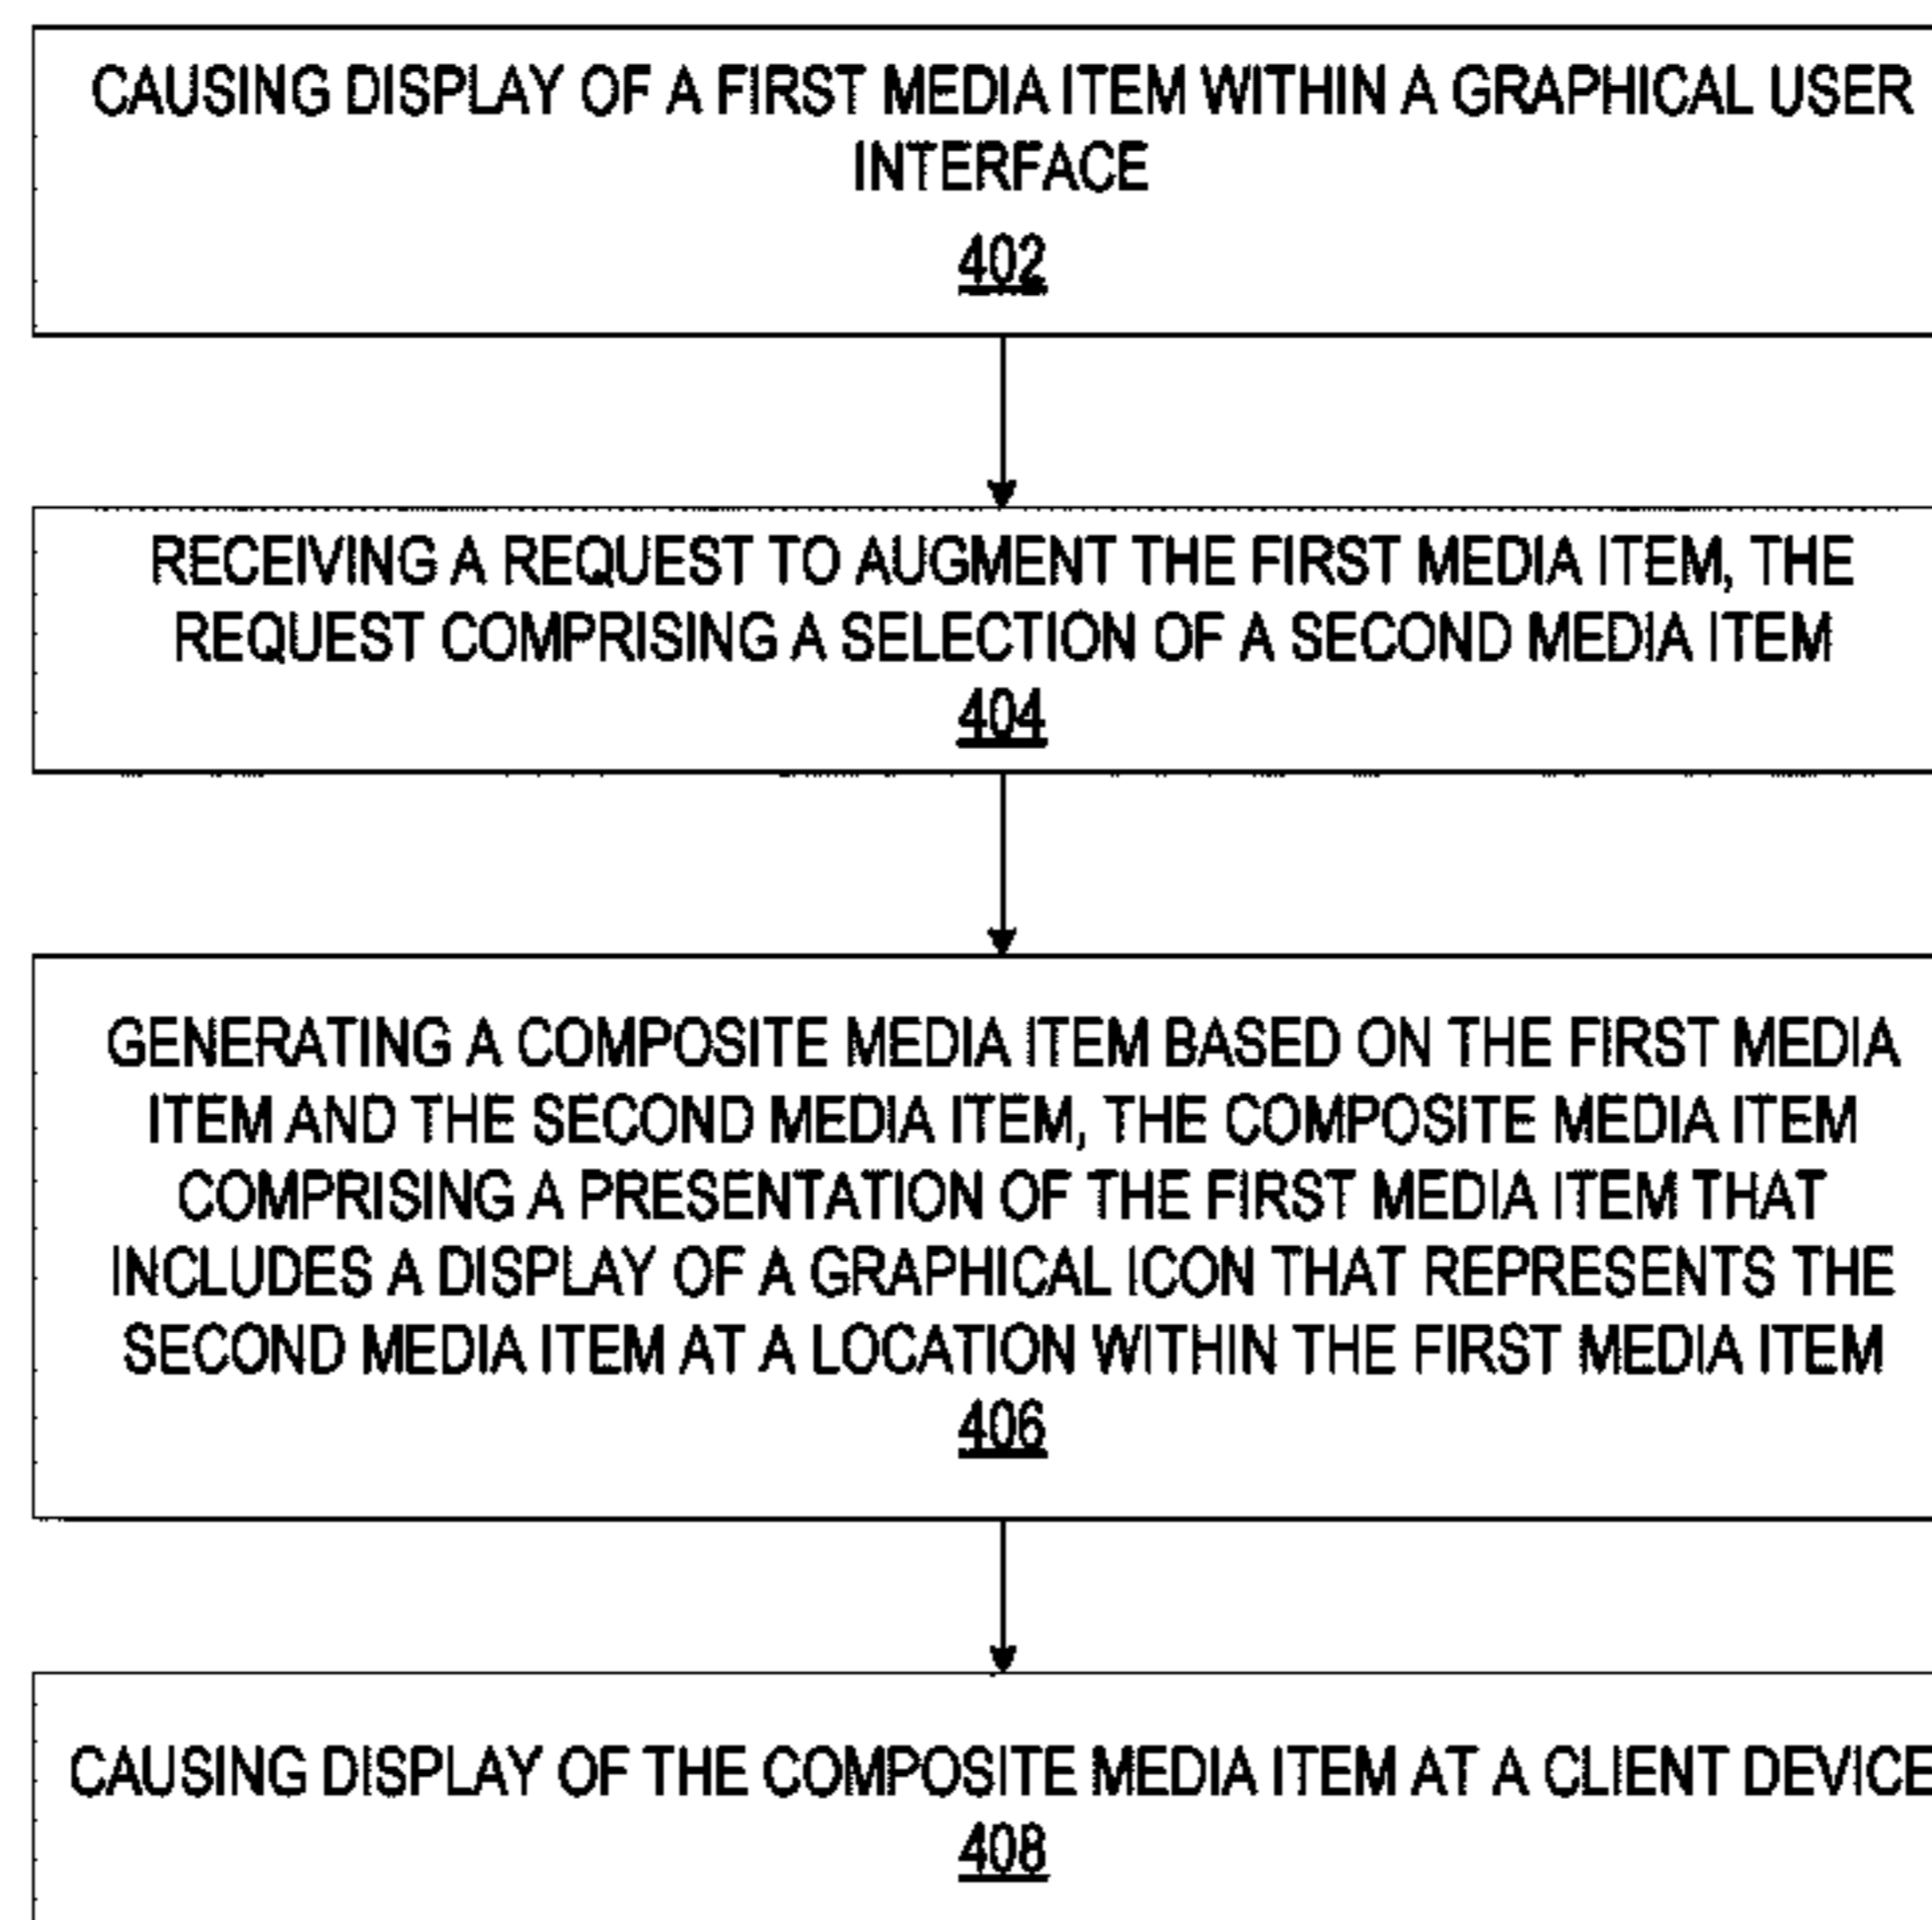 CAUSING DISPLAY OF A FIRST MEDIA ITEM WITHIN A GRAPHICAL USER
INTERFACE
402
RECEIVING A REQUEST TO AUGMENT THE FIRST MEDIA ITEM, THE
REQUEST COMPRISING A SELECTION OF A SECOND MEDIA ITEM
404
GENERATING A COMPOSITE MEDIA ITEM BASED ON THE FIRST MEDIA
ITEM AND THE SECOND MEDIA ITEM, THE COMPOSITE MEDIA ITEM
COMPRISING A PRESENTATION OF THE FIRST MEDIA ITEM THAT
INCLUDES A DISPLAY OF A GRAPHICAL ICON THAT REPRESENTS THE
SECOND MEDIA ITEM AT A LOCATION WITHIN THE FIRST MEDIA ITEM
406
CAUSING DISPLAY OF THE COMPOSITE MEDIA ITEM AT A CLIENT DEVICE
408